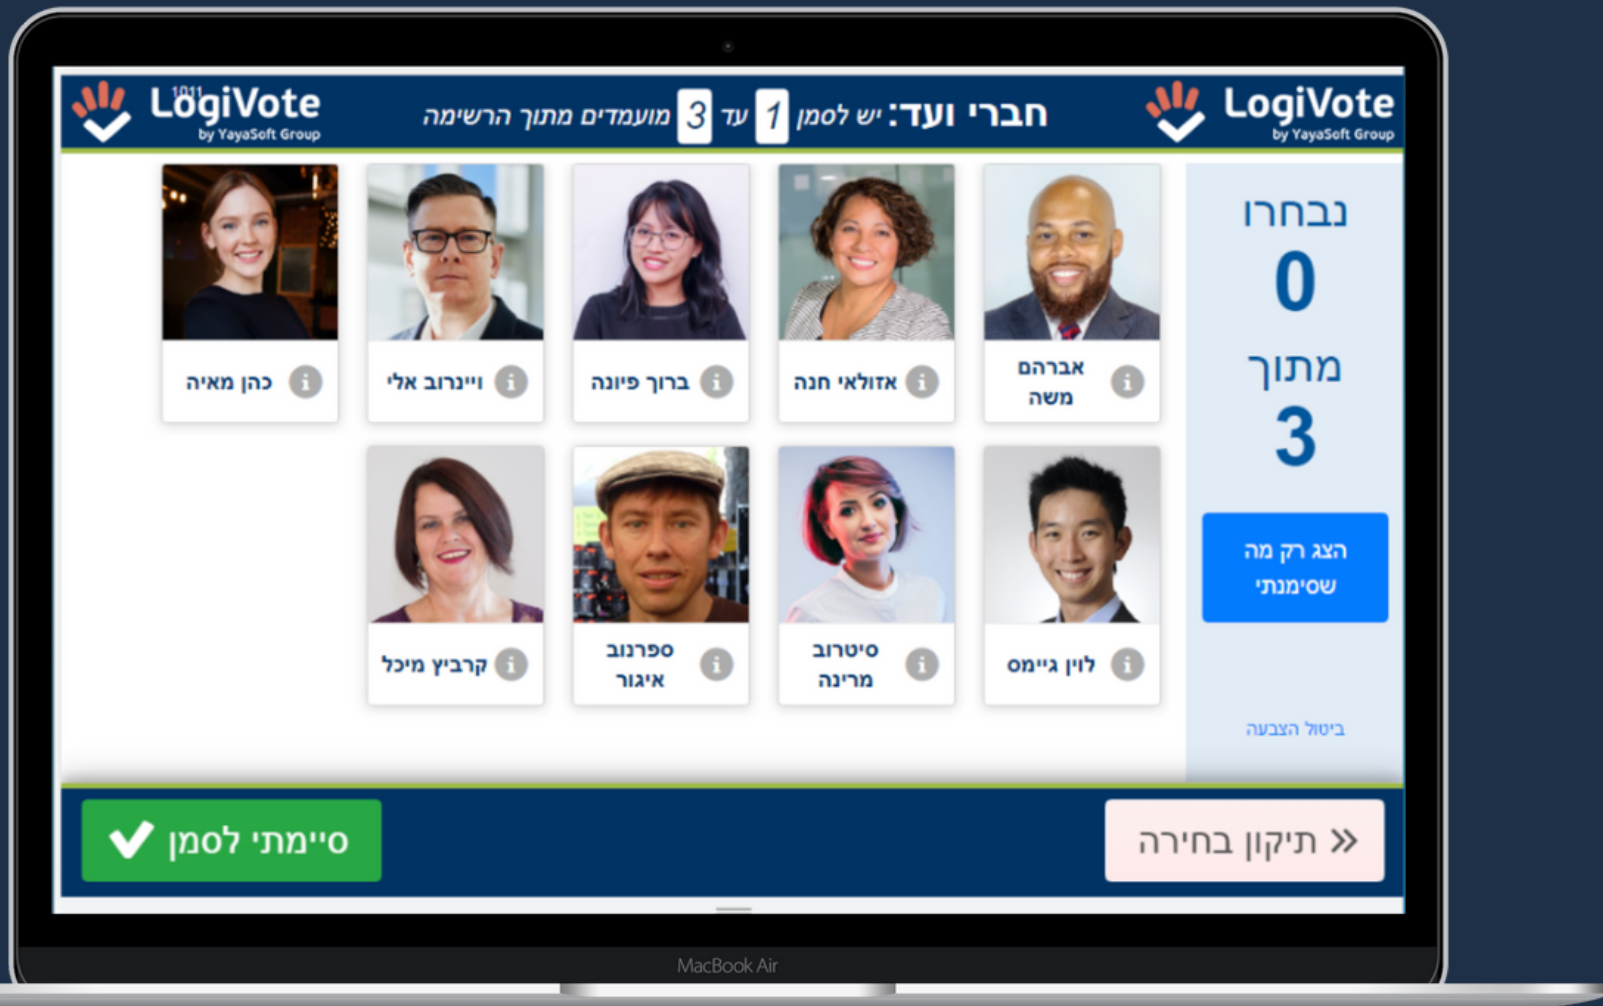 LogiVote
by YayaSoft Group
חברי ועד: יש לסמן 1 עד 3 מועמדים מתוך הרשימה
1011
LogiVote
by YayaSoft Group
נבחרו
0
מתוך
3
הצג רק מה
שסימנתי
ביטול הצבעה
אברהם
משה
אזולאי חנה
ברוך פיונה
ויינרוב אלי
כהן מאיה
לוין גיימס
סיטרוב
מרינה
ספרנוב
איגור
קרביץ מיכל
» תיקון בחירה
סיימתי לסמן
MacBook Air